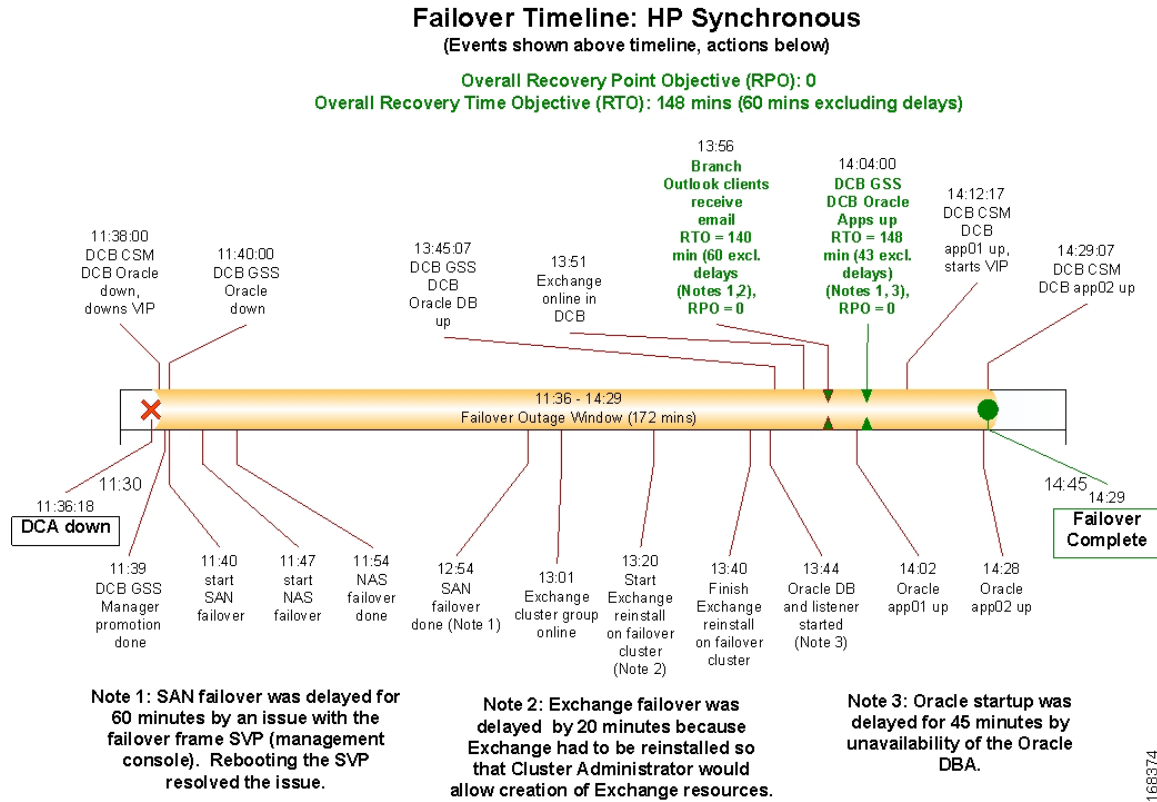 Failover Timeline: HP Synchronous
(Events shown above timeline, actions below)
Overall Recovery Point Objective (RPO): 0
Overall Recovery Time Objective (RTO): 148 mins (60 mins excluding delays)
11:38:00
DCB CSM
DCB Oracle
down,
downs VIP
11:40:00
DCB GSS
Oracle
down
13:45:07
DCB GSS
DCB
Oracle DB
up
13:51
Exchange
online in
DCB
13:56
Branch
Outlook clients
receive
email
RTO = 140
min (60 excl.
delays
(Notes 1,2),
RPO = 0
14:04:00
DCB GSS
DCB Oracle
Apps up
RTO = 148
min (43 excl.
delays)
(Notes 1, 3),
RPO = 0
14:12:17
DCB CSM
DCB
app01 up,
starts VIP
14:29:07
DCB CSM
DCB app02 up
11:36 - 14:29
Failover Outage Window (172 mins)
11:30
14:45
11:36:18
DCA down
11:39
DCB GSS
Manager
promotion
done
11:40
start
SAN
failover
11:47
start
NAS
failover
11:54
NAS
failover
done
12:54
SAN
failover
done (Note 1)
13:01
Exchange
cluster group
online
13:20
Start
Exchange
reinstall
on failover
cluster
(Note 2)
13:40
Finish
Exchange
reinstall
on failover
cluster
13:44
Oracle DB
and listener
started
(Note 3)
14:02
Oracle
app01 up
14:28
Oracle
app02 up
14:29
Failover
Complete
Note 1: SAN failover was delayed for
60 minutes by an issue with the
failover frame SVP (management
console). Rebooting the SVP
resolved the issue.
Note 2: Exchange failover was
delayed by 20 minutes because
Exchange had to be reinstalled so
that Cluster Administrator would
allow creation of Exchange resources.
Note 3: Oracle startup was
delayed for 45 minutes by
unavailability of the Oracle
DBA.
168374